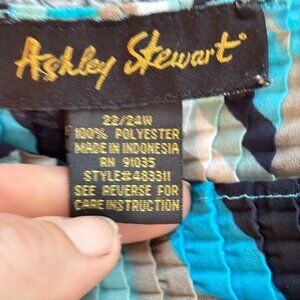 Ashley Stewart
22/24W
100% POLYESTER
MADE IN INDONESIA
RN 91035
STYLE#483311
SEE REVERSE FOR
CARE INSTRUCTION